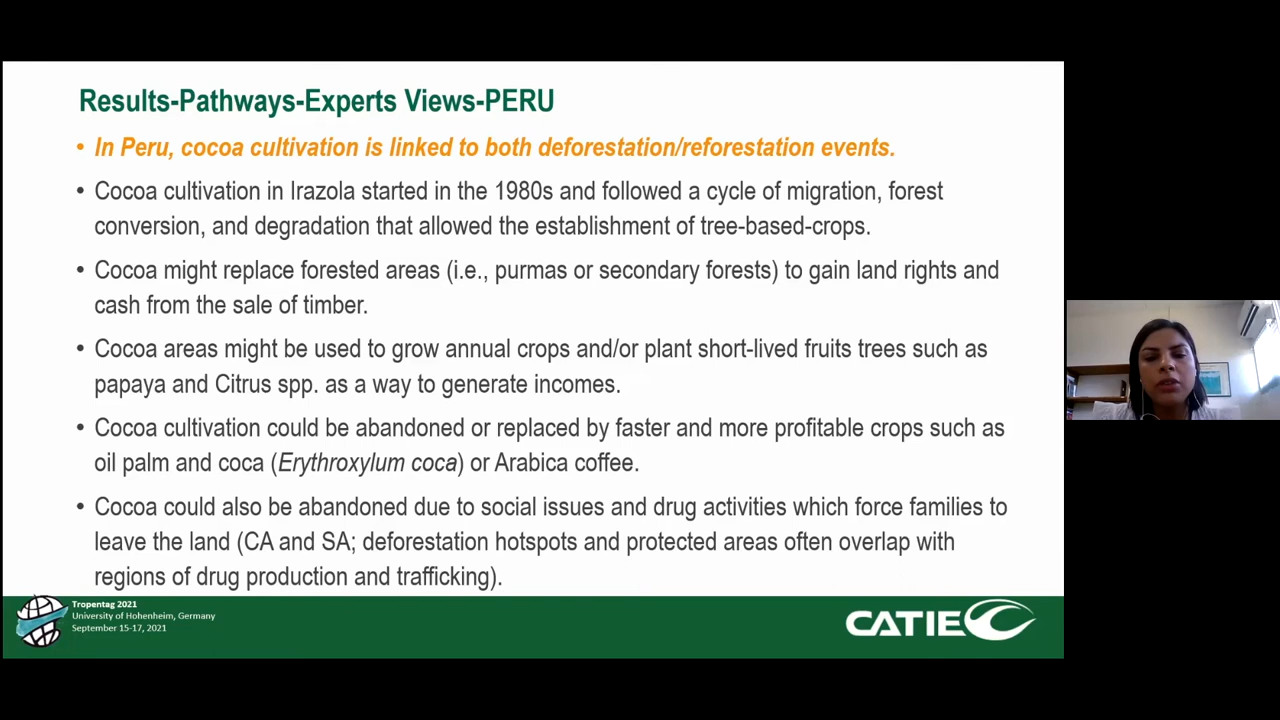 Results-Pathways-Experts Views-PERU
• In Peru, cocoa cultivation is linked to both deforestation/reforestation events.
• Cocoa cultivation in Irazola started in the 1980s and followed a cycle of migration, forest
conversion, and degradation that allowed the establishment of tree-based-crops.
• Cocoa might replace forested areas (i.e., purmas or secondary forests) to gain land rights and
cash from the sale of timber.
• Cocoa areas might be used to grow annual crops and/or plant short-lived fruits trees such as
papaya and Citrus spp. as a way to generate incomes.
• Cocoa cultivation could be abandoned or replaced by faster and more profitable crops such as
oil palm and coca (Erythroxylum coca) or Arabica coffee.
• Cocoa could also be abandoned due to social issues and drug activities which force families to
leave the land (CA and SA; deforestation hotspots and protected areas often overlap with
regions of drug production and trafficking).
Tropentag 2021
University of Hohenheim, Germany
September 15-17, 2021
CATIE